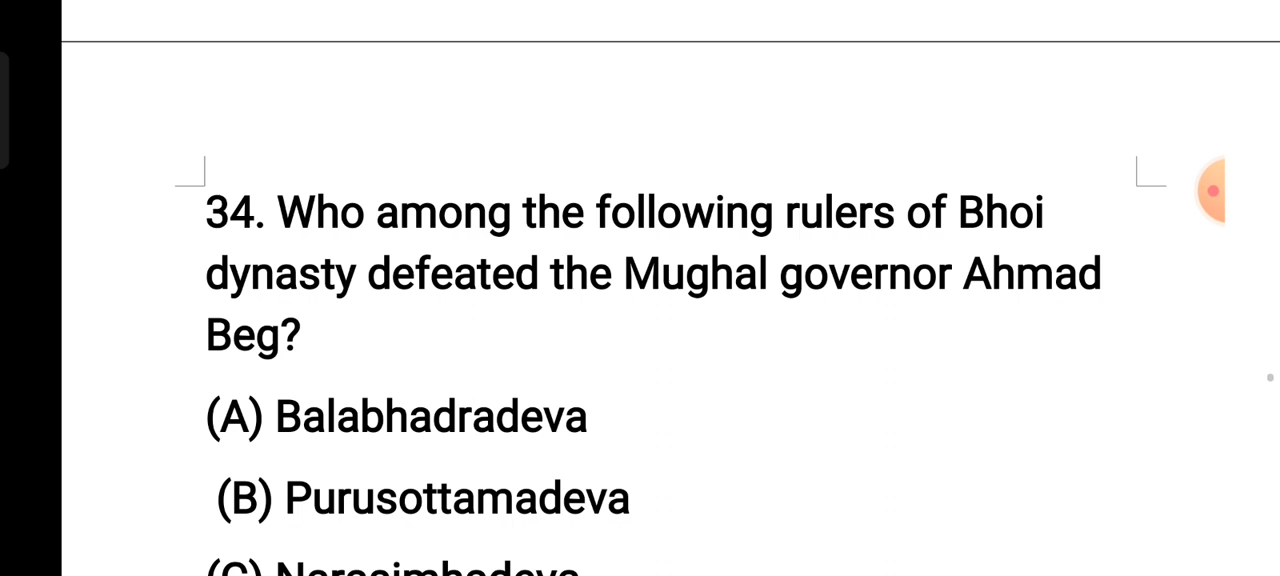 34. Who among the following rulers of Bhoi
dynasty defeated the Mughal governor Ahmad
Beg?
(A) Balabhadradeva
(B) Purusottamadeva
(C) Narasimhadeva